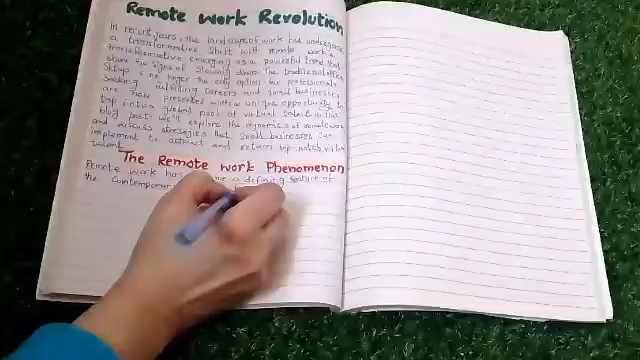 Remote Work Revolution
In recent years, the landscape of work had undergone
a transformative shift with remote work
transformative emerging as a powerful trend that
show no signs of slowing down. The traditional office
Setup is no longer the only option for professionals
Seeking fulfilling careers and small businesses
are now presented with a unique opportunity to
tap into a global pool of virtual talent in this
blog post we'll explore the dynamics of remote work
and discuss strategies that small businesses can
implement to attract and return top-notch virtual
talent.
The Remote work Phenomenon
Remote work has a defining feature of
the Contemporary